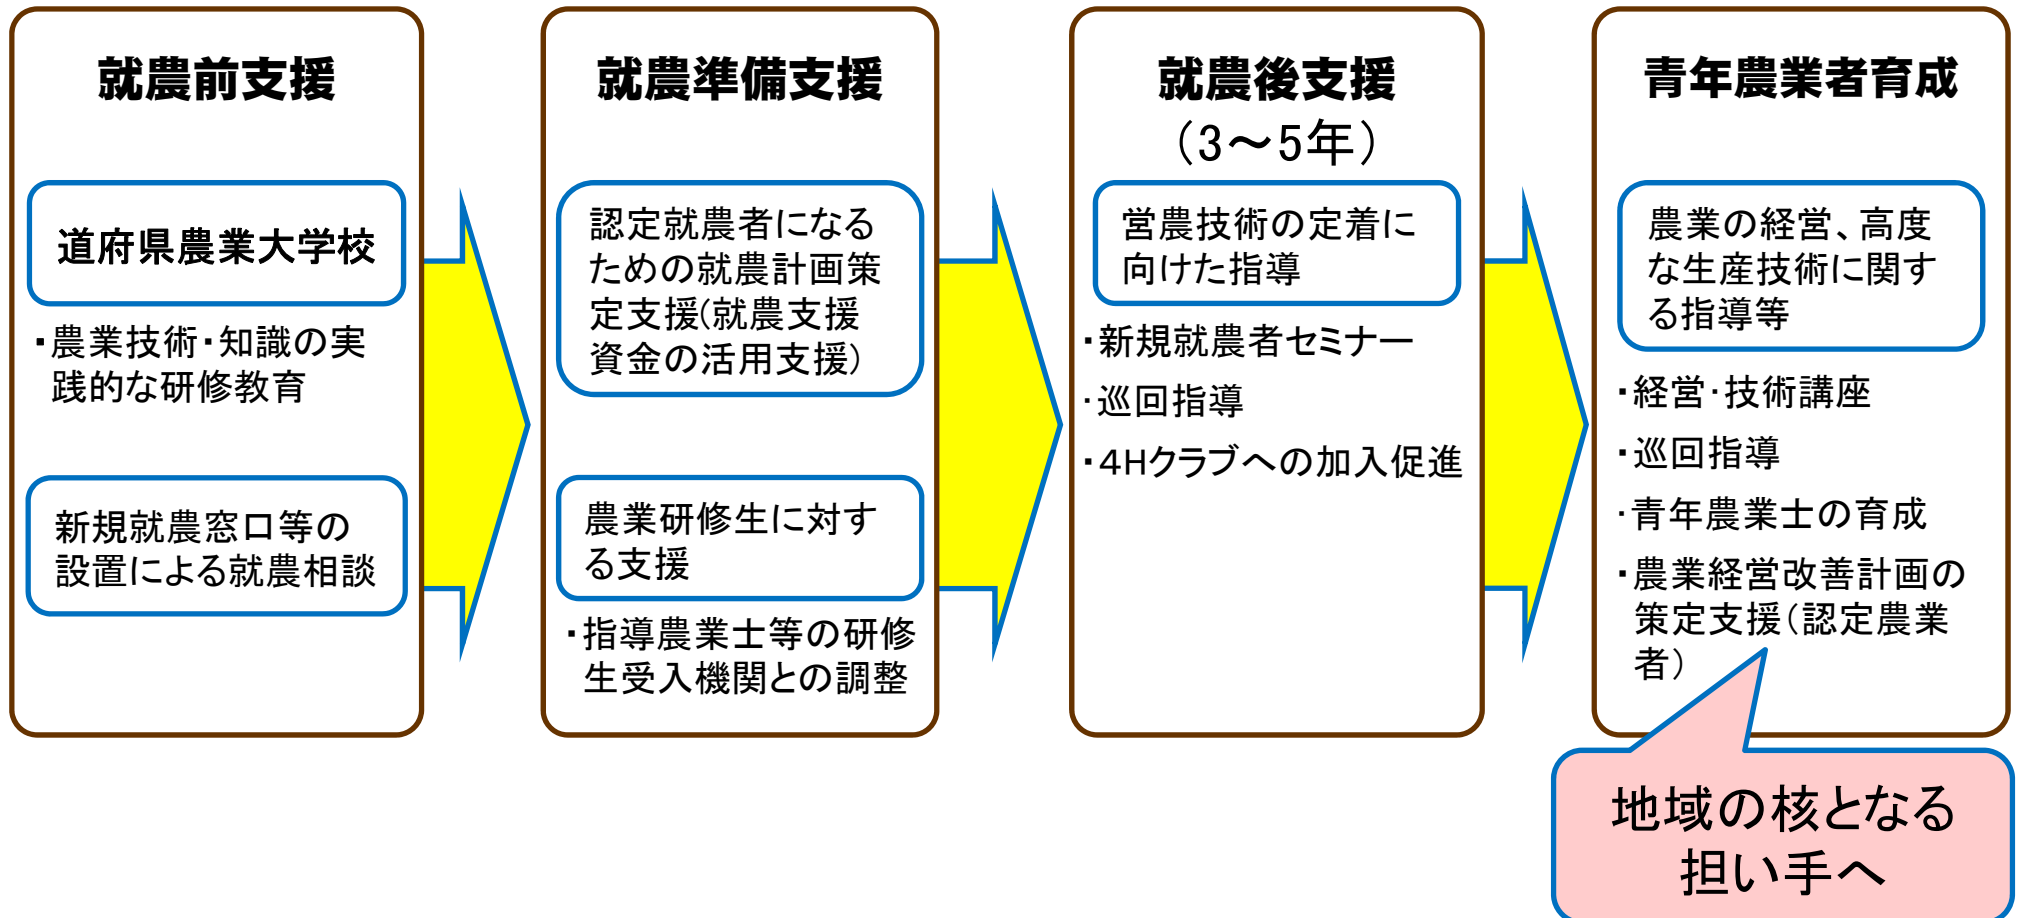 就農前支援
道府県農業大学校
・農業技術・知識の実
践的な研修教育
新規就農窓口等の
設置による就農相談
就農準備支援
認定就農者になる
ための就農計画策
定支援(就農支援
資金の活用支援)
農業研修生に対す
る支援
・指導農業士等の研修
生受入機関との調整
就農後支援
(3～5年)
営農技術の定着に
向けた指導
・新規就農者セミナー
・巡回指導
・4Hクラブへの加入促進
青年農業者育成
農業の経営、高度
な生産技術に関す
る指導等
・経営・技術講座
・巡回指導
・青年農業士の育成
・農業経営改善計画の
策定支援(認定農業
者)
地域の核となる
担い手へ